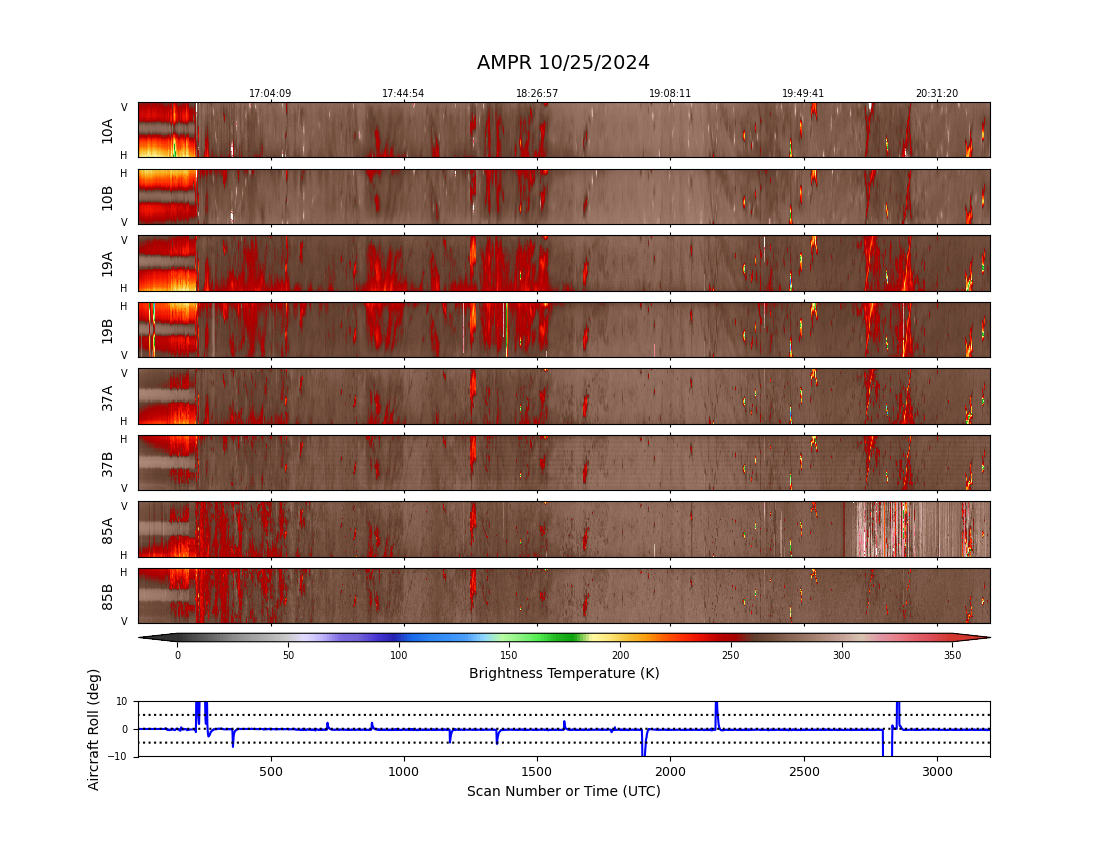 AMPR 10/25/2024
17:04:09 17:44:54 18:26:57 19:08:11 19:49:41 20:31:20
V
10A
H
H
10B
V
V
19A
H
H
19B
V
V
37A
H
H
37B
V
V
85A
H
H
85B
V
0 50 100 150 200 250 300 350
Brightness Temperature (K)
Aircraft Roll (deg)
10
0
−10
500 1000 1500 2000 2500 3000
Scan Number or Time (UTC)